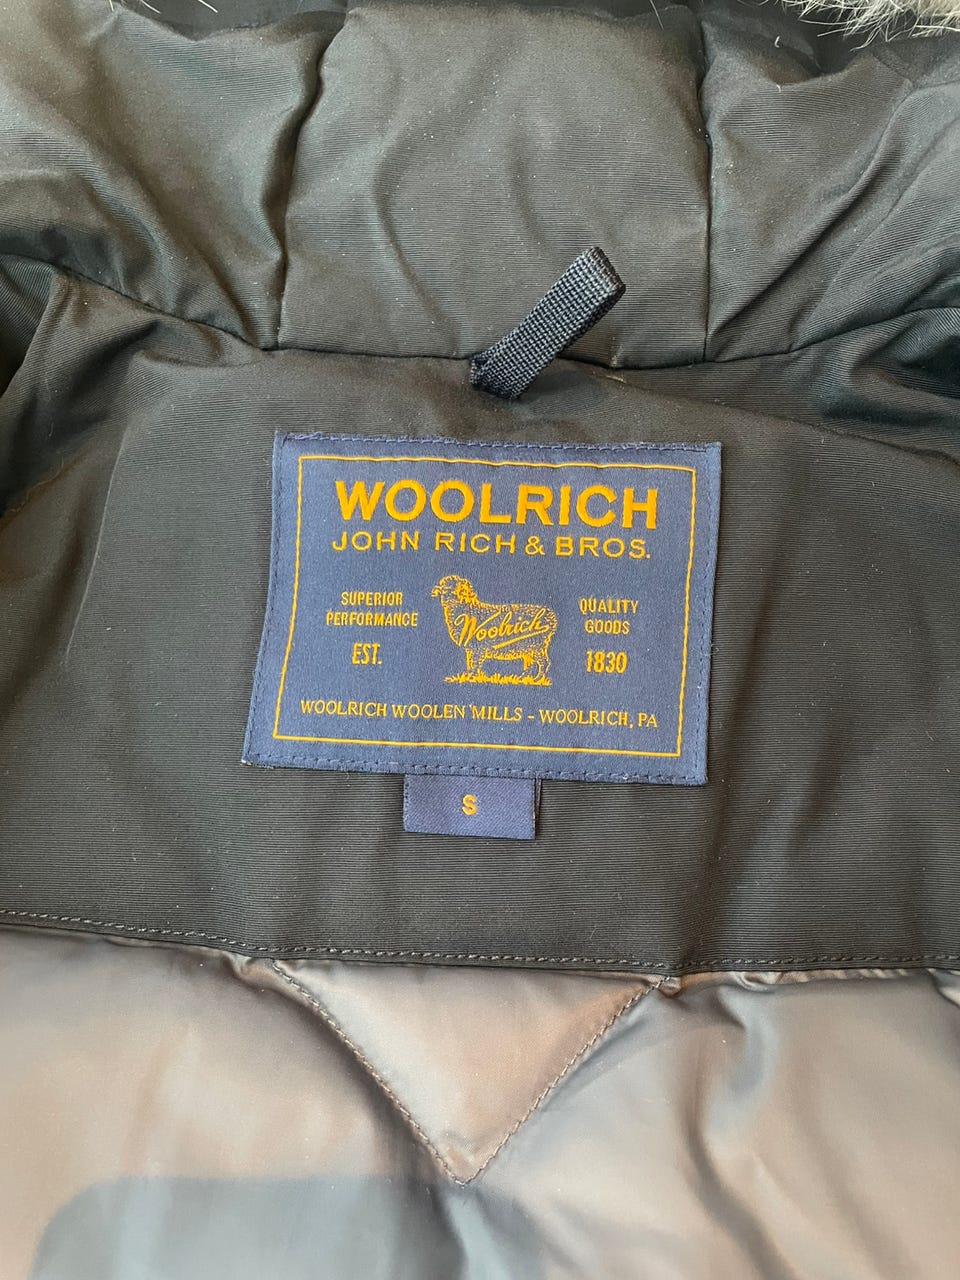 WOOLRICH
JOHN RICH & BROS.
SUPERIOR
PERFORMANCE
EST.
Woolrich
QUALITY
GOODS
1830
WOOLRICH WOOLEN MILLS - WOOLRICH, PA
S